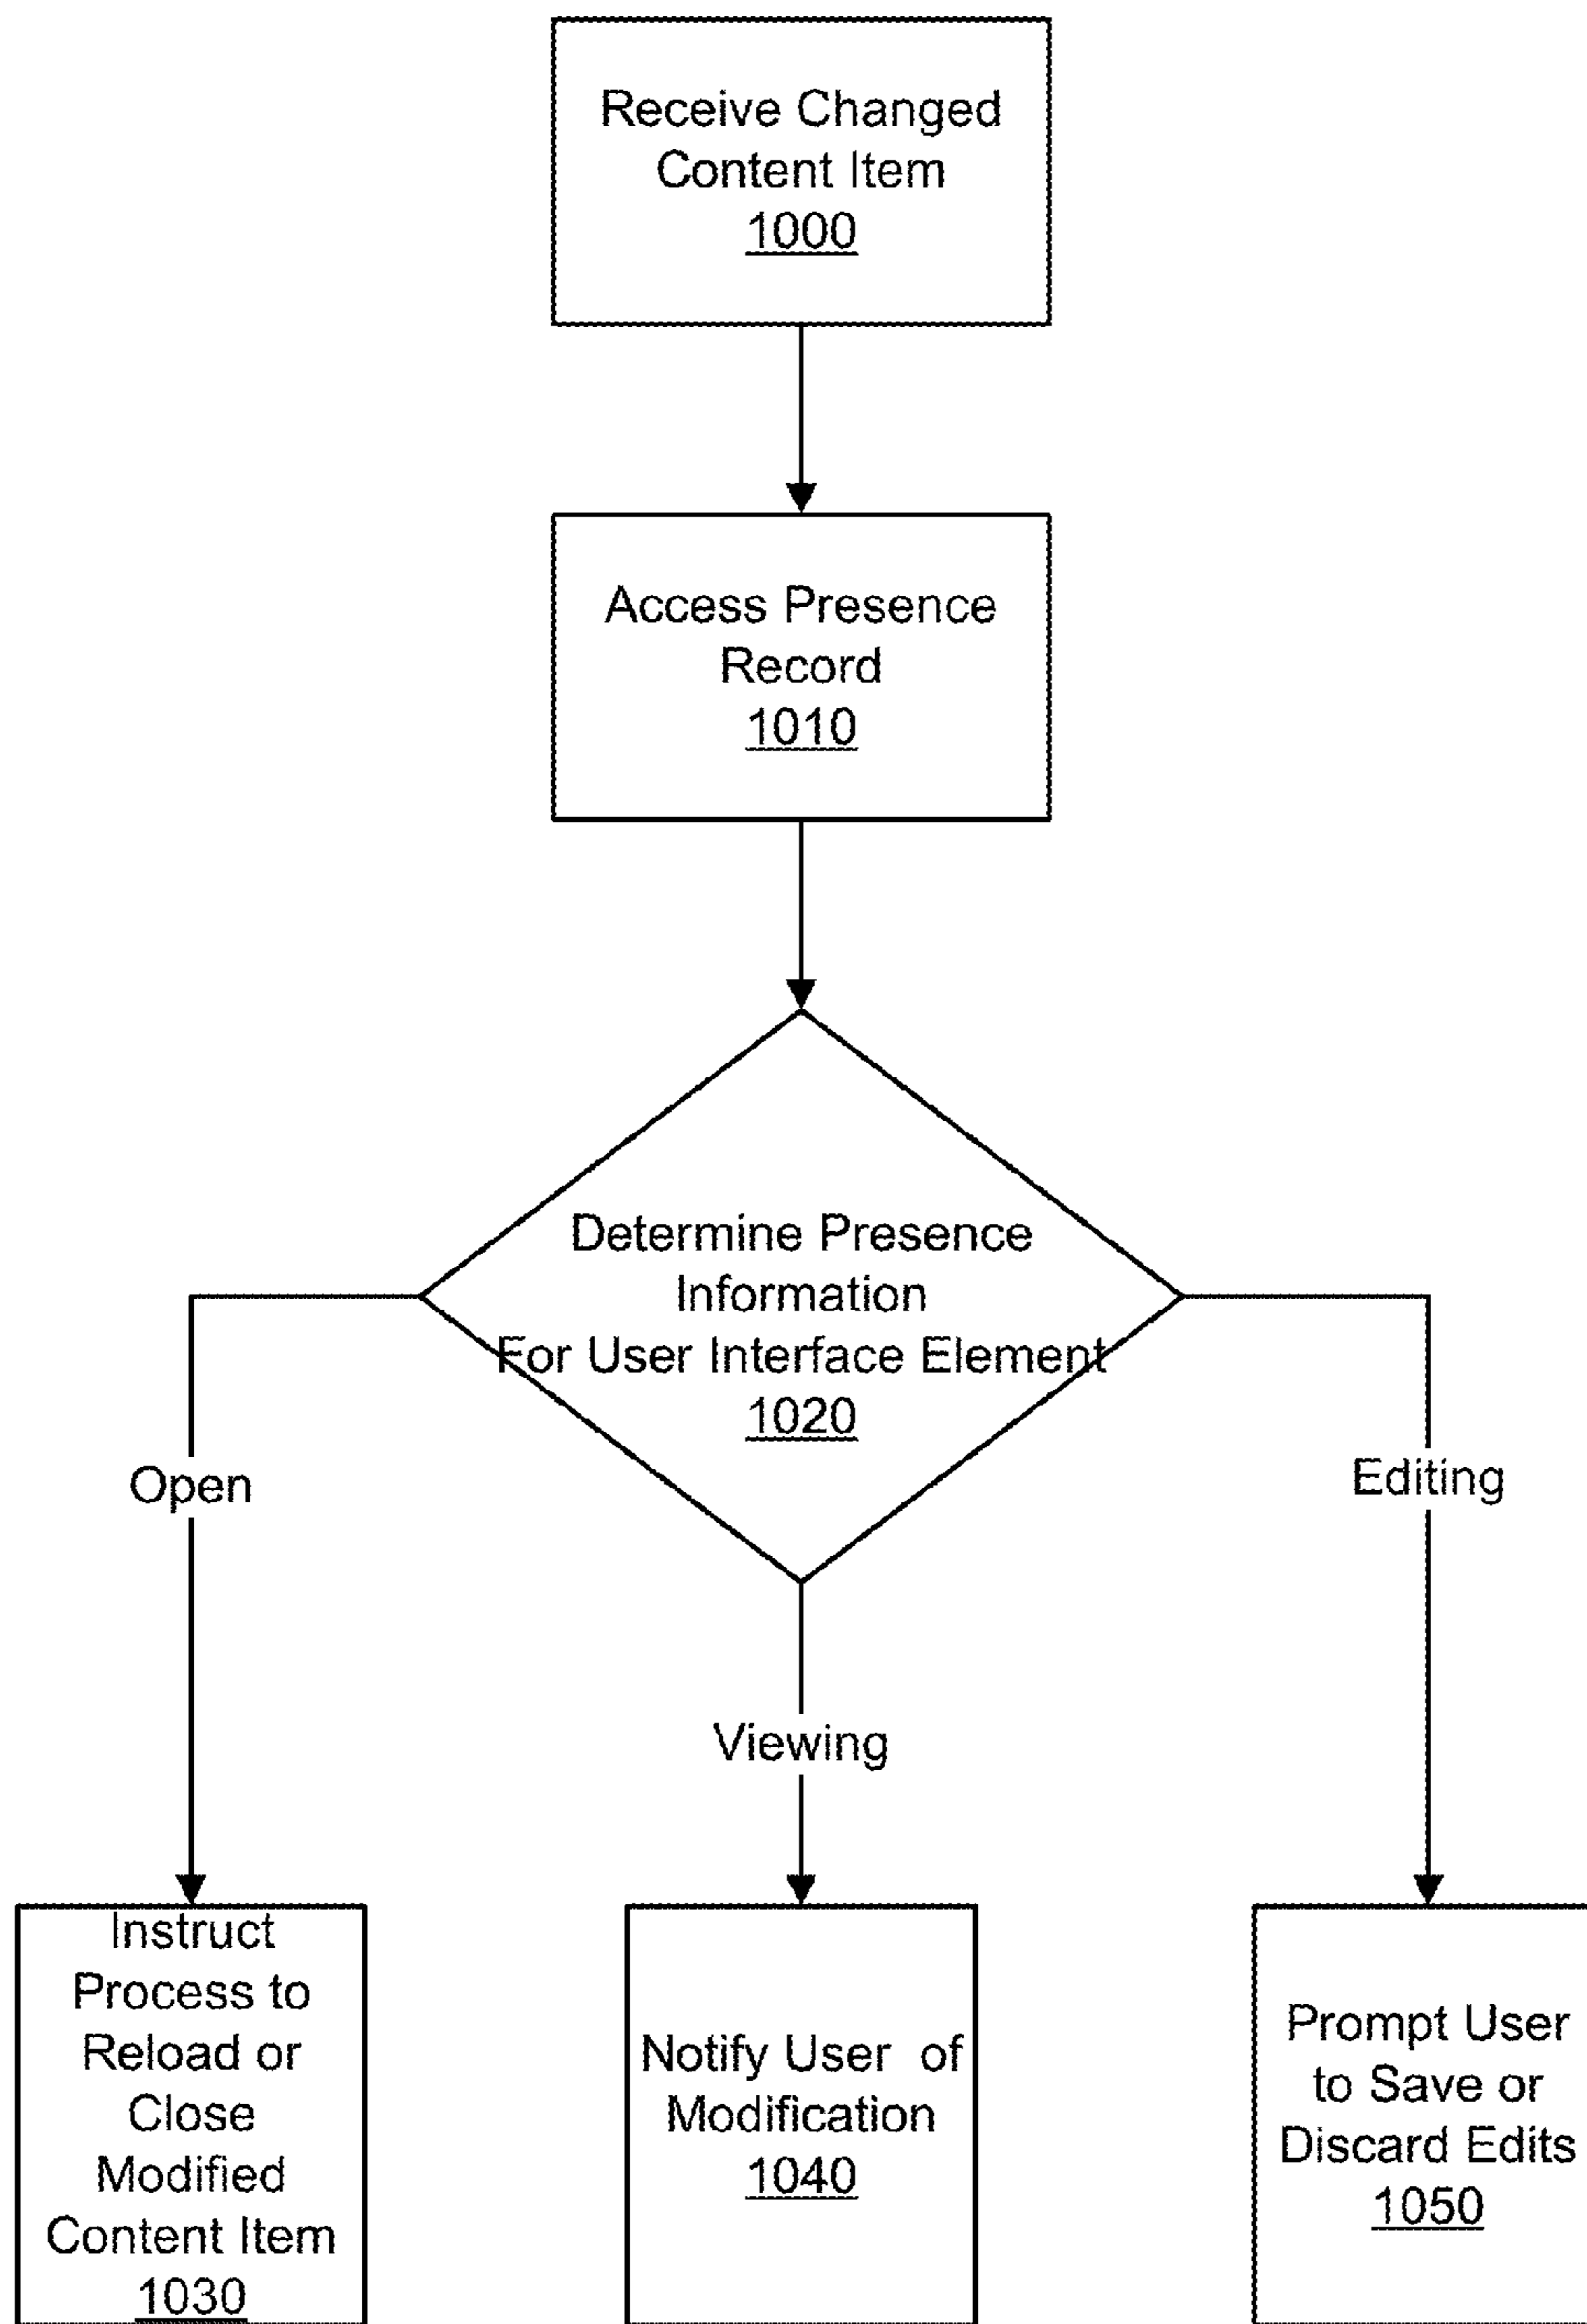 Receive Changed
Content Item
1000
Access Presence
Record
1010
Determine Presence
Information
For User Interface Element
1020
Open
Editing
Viewing
Instruct
Process to
Reload or
Close
Modified
Content Item
1030
Notify User of
Modification
1040
Prompt User
to Save or
Discard Edits
1050